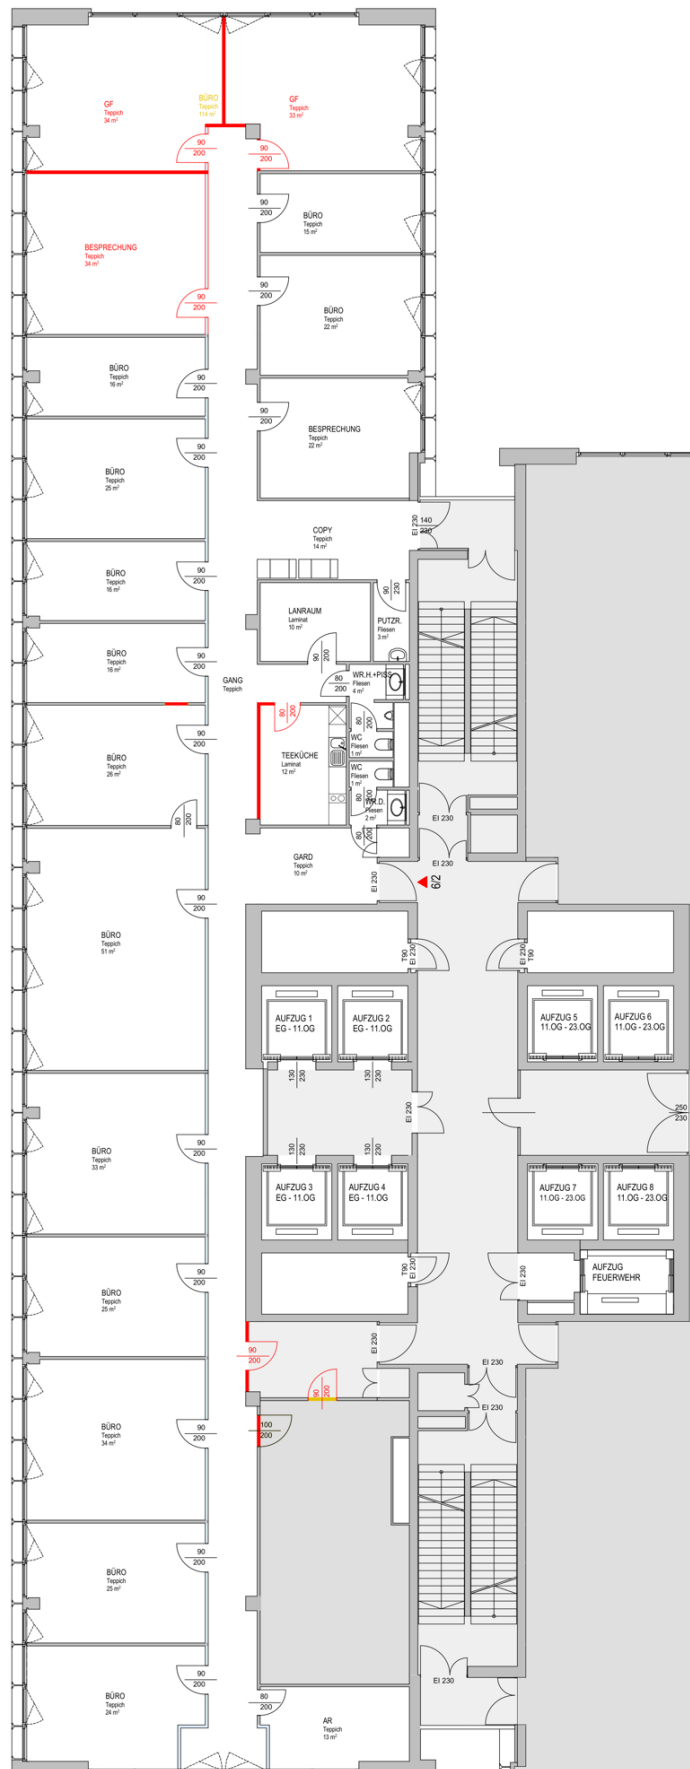 GF
Teppich
34 m²
BÜRO
Teppich
114 m²
GF
Teppich
33 m²
90
200
90
200
90
200
BÜRO
Teppich
15 m²
BESPRECHUNG
Teppich
34 m²
90
200
90
200
BÜRO
Teppich
22 m²
BÜRO
Teppich
16 m²
90
200
90
200
BESPRECHUNG
Teppich
22 m²
90
200
BÜRO
Teppich
25 m²
COPY
Teppich
14 m²
EI 230
140
230
BÜRO
Teppich
16 m²
90
200
90
230
LANRAUM
Laminat
10 m²
PUTZR.
Fliesen
3 m²
BÜRO
Teppich
16 m²
90
200
90
200
GANG
Teppich
80
200
WR.H.+PISS
Fliesen
4 m²
80
200
80
200
WC
Fliesen
1 m²
BÜRO
Teppich
26 m²
90
200
TEEKÜCHE
Laminat
12 m²
WC
Fliesen
1 m²
80
200
WR.D.
Fliesen
2 m²
80
200
80
200
EI 230
EI 230
GARD
Teppich
10 m²
EI 230
6/2
BÜRO
Teppich
51 m²
90
200
T90
EI 230
EI 230
T90
AUFZUG 1
EG - 11.OG
AUFZUG 2
EG - 11.OG
AUFZUG 5
11.OG - 23.OG
AUFZUG 6
11.OG - 23.OG
130
230
130
230
EI 230
250
230
BÜRO
Teppich
33 m²
90
200
130
230
130
230
AUFZUG 3
EG - 11.OG
AUFZUG 4
EG - 11.OG
AUFZUG 7
11.OG - 23.OG
AUFZUG 8
11.OG - 23.OG
T90
EI 230
EI 230
AUFZUG
FEUERWEHR
BÜRO
Teppich
25 m²
90
200
90
200
EI 230
EI 230
90
200
EI 230
BÜRO
Teppich
34 m²
90
200
100
200
BÜRO
Teppich
25 m²
90
200
EI 230
BÜRO
Teppich
24 m²
90
200
80
200
AR
Teppich
13 m²